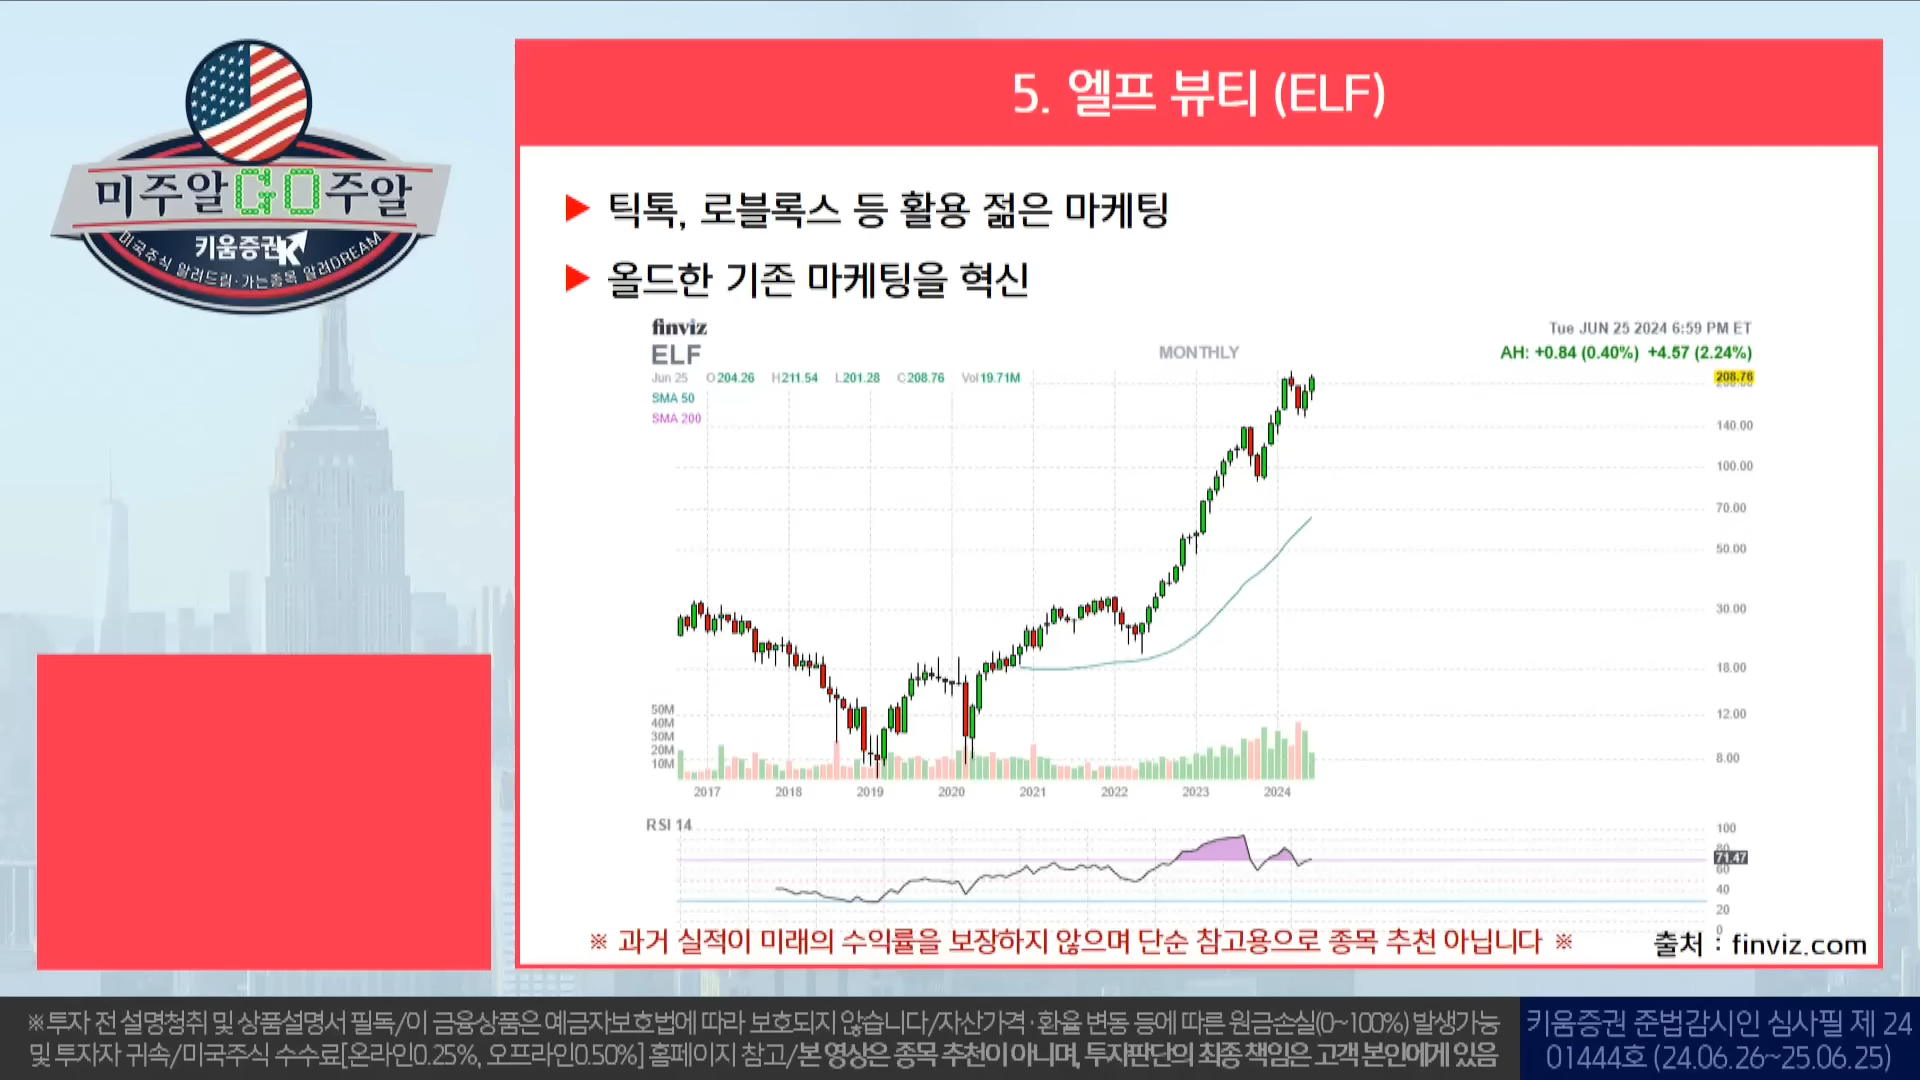 미주알GO주알
키움증권
미국주식 알려드림·가는종목 알려DREAM
5. 엘프 뷰티 (ELF)
▶ 틱톡, 로블록스 등 활용 젊은 마케팅
▶ 올드한 기존 마케팅을 혁신
finviz
Tue JUN 25 2024 6:59 PM ET
ELF
MONTHLY
AH: +0.84 (0.40%) +4.57 (2.24%)
Jun 25 O204.26 H211.54 L201.28 C208.76 Vol19.71M
208.76
SMA 50
SMA 200
140.00
100.00
70.00
50.00
30.00
18.00
12.00
8.00
50M
40M
30M
20M
10M
2017 2018 2019 2020 2021 2022 2023 2024
RSI 14
100
80
71.47
60
40
20
0
※ 과거 실적이 미래의 수익률을 보장하지 않으며 단순 참고용으로 종목 추천 아닙니다 ※
출처 : finviz.com
※투자 전 설명청취 및 상품설명서 필독/이 금융상품은 예금자보호법에 따라 보호되지 않습니다/자산가격·환율 변동 등에 따른 원금손실(0~100%) 발생가능
및 투자자 귀속/미국주식 수수료[온라인0.25%, 오프라인0.50%] 홈페이지 참고/본 영상은 종목 추천이 아니며, 투자판단의 최종 책임은 고객 본인에게 있음
키움증권 준법감시인 심사필 제 24
01444호 (24.06.26~25.06.25)